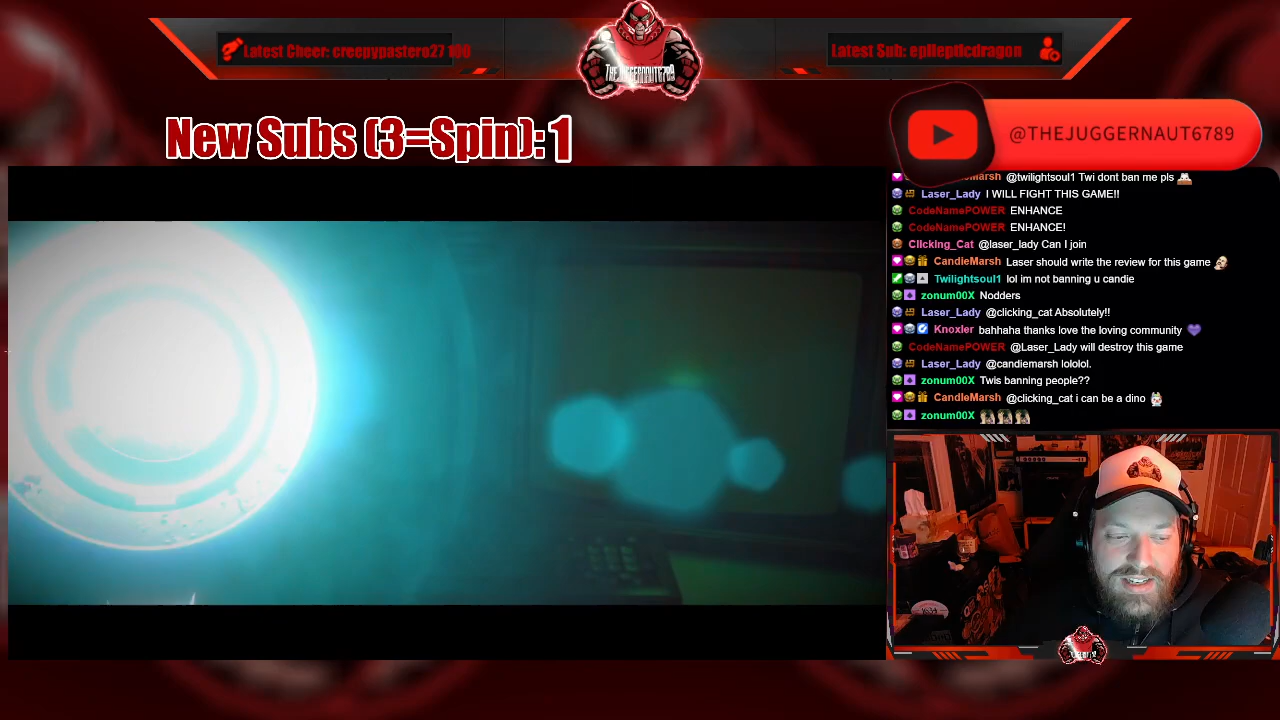 Latest Cheer: creepypastero27 100
THEJUGGERNAUT6789
Latest Sub: epilepticdragon
New Subs (3=Spin): 1
@THEJUGGERNAUT6789
Marsh @twilightsoul1 Twi dont ban me pls
Laser_Lady I WILL FIGHT THIS GAME!!
CodeNamePOWER ENHANCE
CodeNamePOWER ENHANCE!
Clicking_Cat @laser_lady Can I join
CandieMarsh Laser should write the review for this game
Twilightsoul1 lol im not banning u candie
zonum00X Nodders
Laser_Lady @clicking_cat Absolutely!!
Knoxler bahhaha thanks love the loving community
CodeNamePOWER @Laser_Lady will destroy this game
Laser_Lady @candiemarsh lololol.
zonum00X Twis banning people??
CandieMarsh @clicking_cat i can be a dino
zonum00X